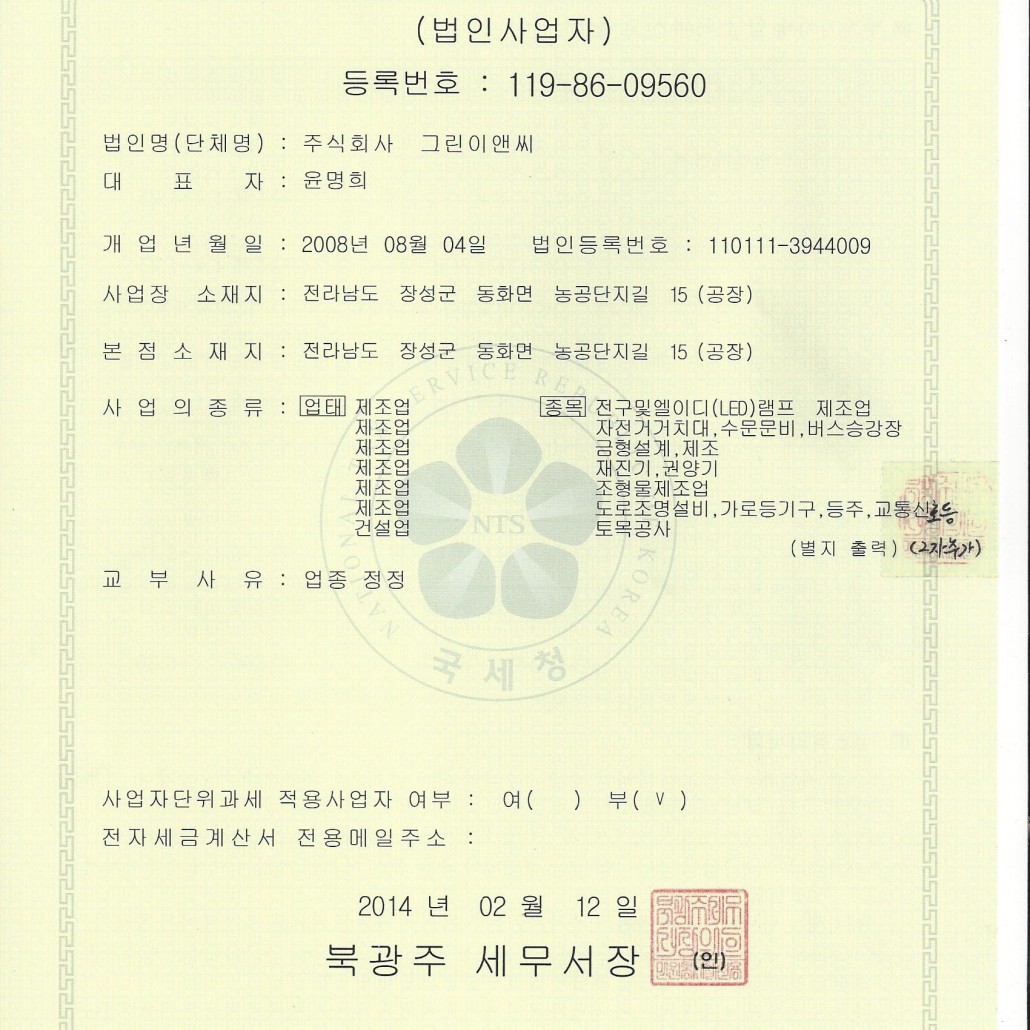 (법인사업자)
등록번호 : 119-86-09560
법인명(단체명) : 주식회사 그린이앤씨
대 표 자 : 윤명희
개 업 년 월 일 : 2008년 08월 04일 법인등록번호 : 110111-3944009
사업장 소재지 : 전라남도 장성군 동화면 농공단지길 15 (공장)
본 점 소 재 지 : 전라남도 장성군 동화면 농공단지길 15 (공장)
사 업 의 종 류 : 업태 제조업 종목 전구및엘이디(LED)램프 제조업
제조업 자전거거치대,수문문비,버스승강장
제조업 금형설계,제조
제조업 재진기,권양기
제조업 조형물제조업
제조업 도로조명설비,가로등기구,등주,교통신호등
건설업 토목공사
(별지 출력) (2자추가)
교 부 사 유 : 업종 정정
NATIONAL TAX SERVICE REPUBLIC OF KOREA
NTS
국세청
사업자단위과세 적용사업자 여부 : 여( ) 부( v )
전자세금계산서 전용메일주소 :
2014 년 02 월 12 일
북광주 세무서장 (인)